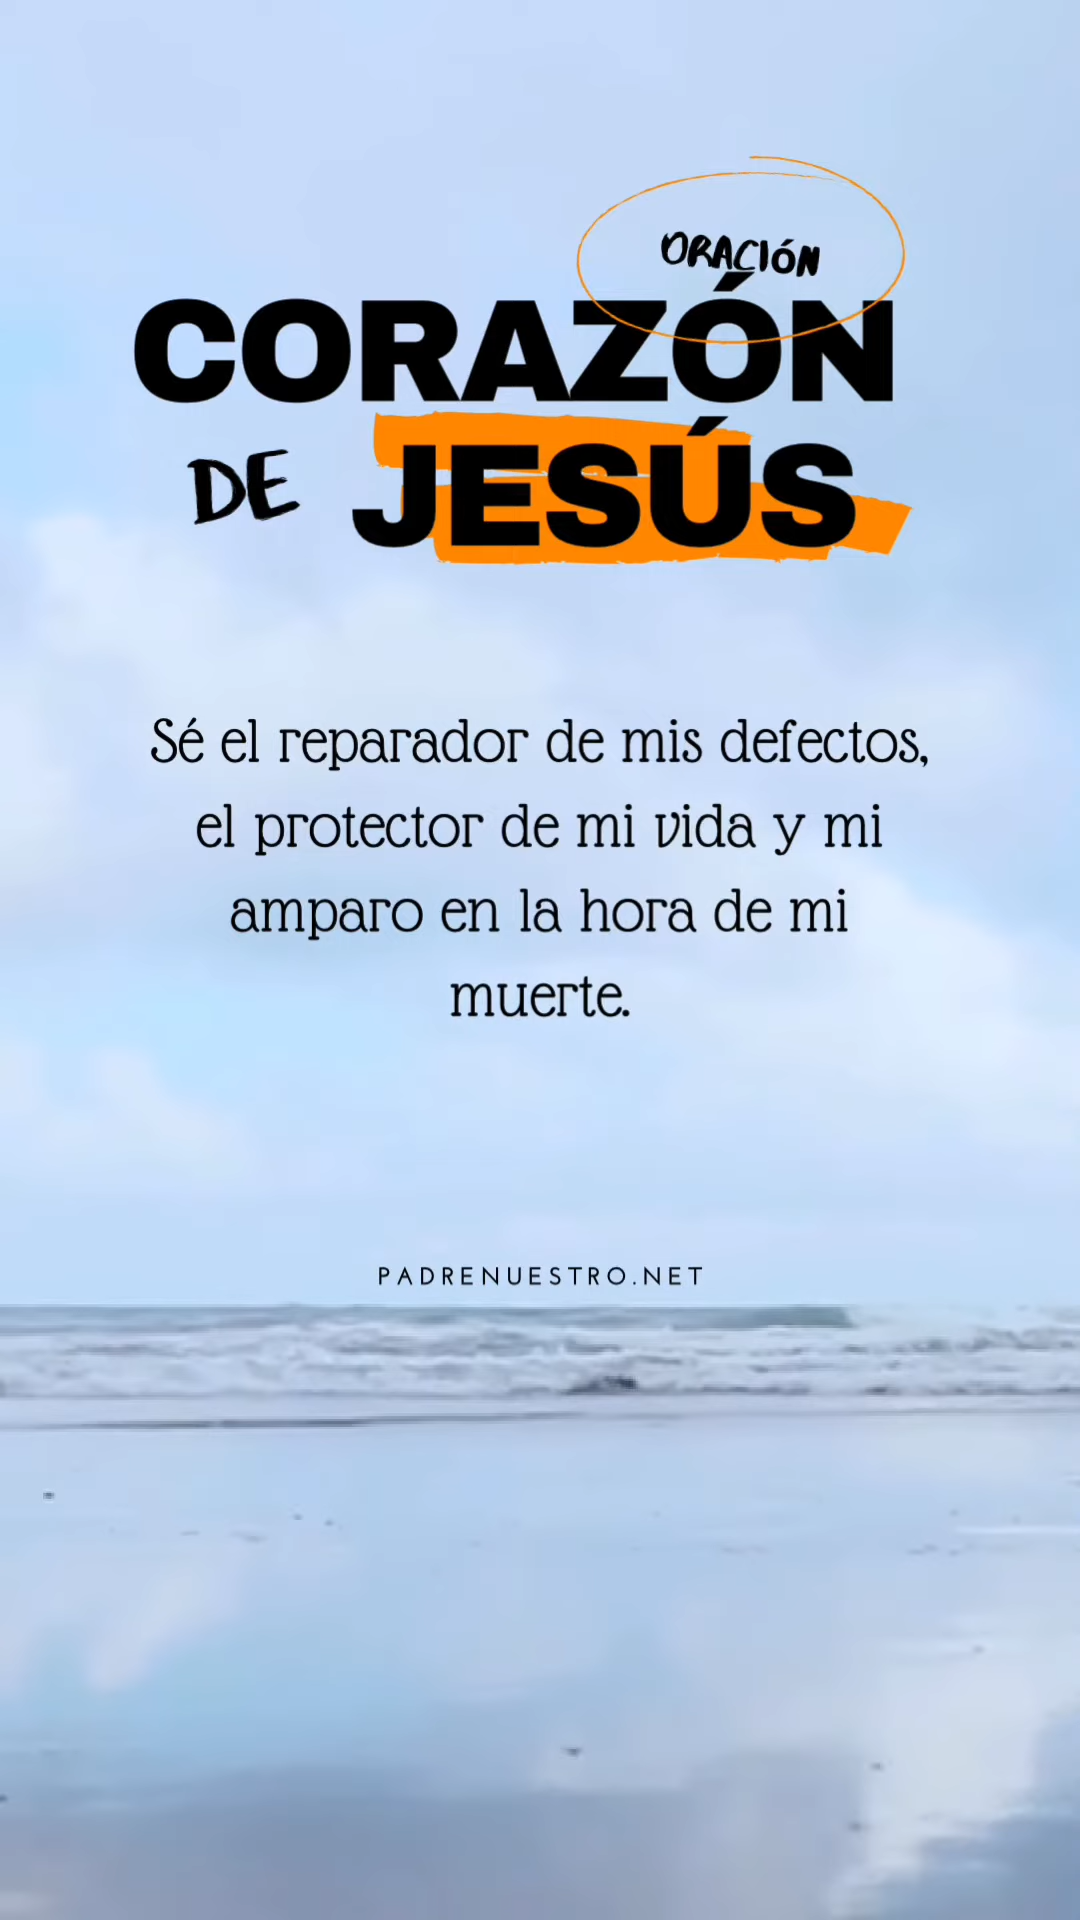 ORACIÓN
CORAZÓN
DE JESÚS
Sé el reparador de mis defectos,
el protector de mi vida y mi
amparo en la hora de mi
muerte.
PADRENUESTRO.NET